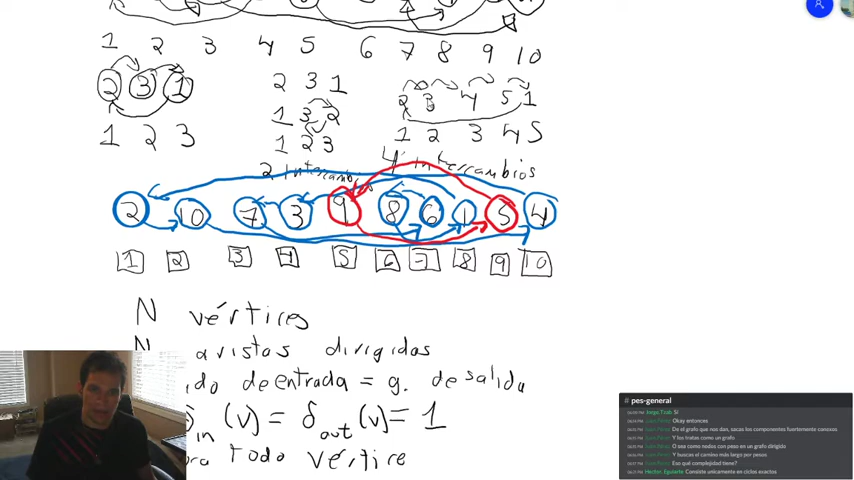 1 2 3 4 5 6 7 8 9 10
2 3 1
1 2 3
2 3 1
1 3 2
1 2 3
2 intercambios
2 3 4 5 1
1 2 3 4 5
4 intercambios
2 10 7 3 9 8 6 1 5 4
1 2 3 4 5 6 7 8 9 10
N vértices
N aristas dirigidas
do de entrada = g. de salida
in (v) = δout (v) = 1
ra todo vértice
# pes-general
Si
Okay entonces
De el grafo que nos dan, sacas los componentes fuertemente conexos
Y los tratas como un grafo
O sea como nodos con peso en un grafo dirigido
Y buscas el camino más largo por pesos.
Eso qué complejidad tiene?
Consiste unicamente en ciclos exactos